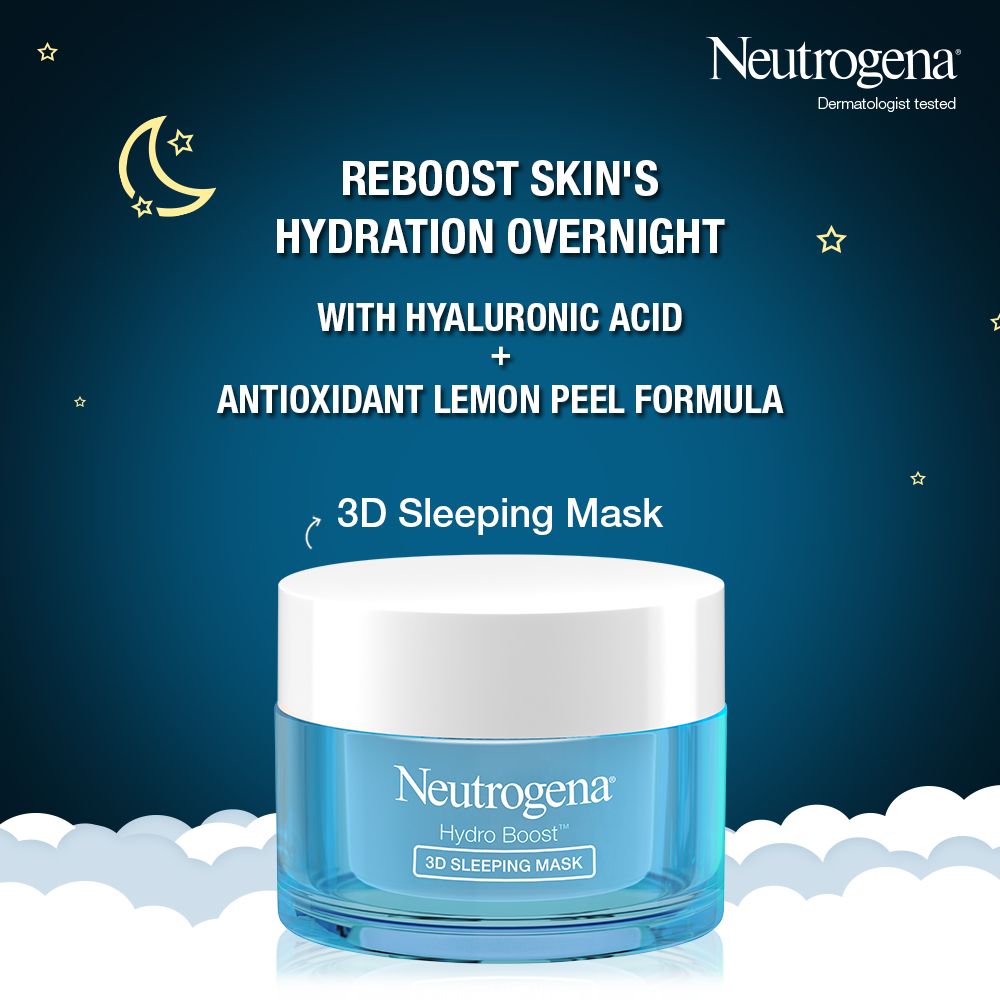 Neutrogena®
Dermatologist tested
REBOOST SKIN'S
HYDRATION OVERNIGHT
WITH HYALURONIC ACID
+
ANTIOXIDANT LEMON PEEL FORMULA
3D Sleeping Mask
Neutrogena®
Hydro Boost™
3D SLEEPING MASK